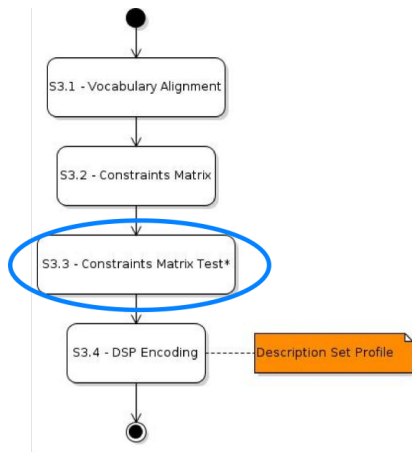 S3.1 - Vocabulary Alignment
S3.2 - Constraints Matrix
S3.3 - Constraints Matrix Test*
S3.4 - DSP Encoding
Description Set Profile